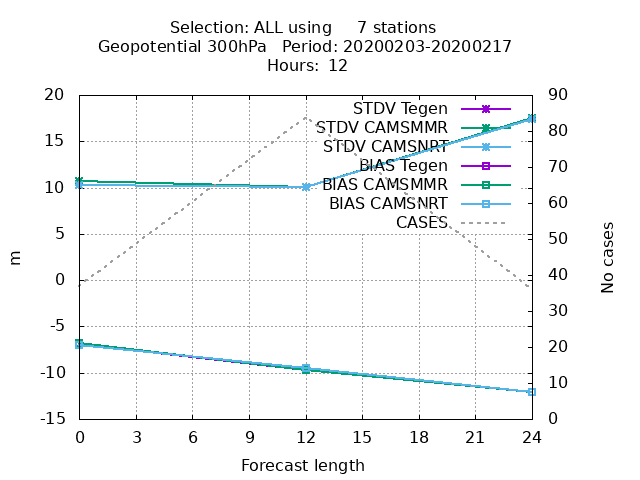 Selection: ALL using     7 stations
Geopotential 300hPa   Period: 20200203-20200217
Hours:  12
20
15
10
5
0
-5
-10
-15
m
90
80
70
60
50
40
30
20
10
0
No cases
STDV Tegen
STDV CAMSMMR
STDV CAMSNRT
BIAS Tegen
BIAS CAMSMMR
BIAS CAMSNRT
CASES
0 3 6 9 12 15 18 21 24
Forecast length